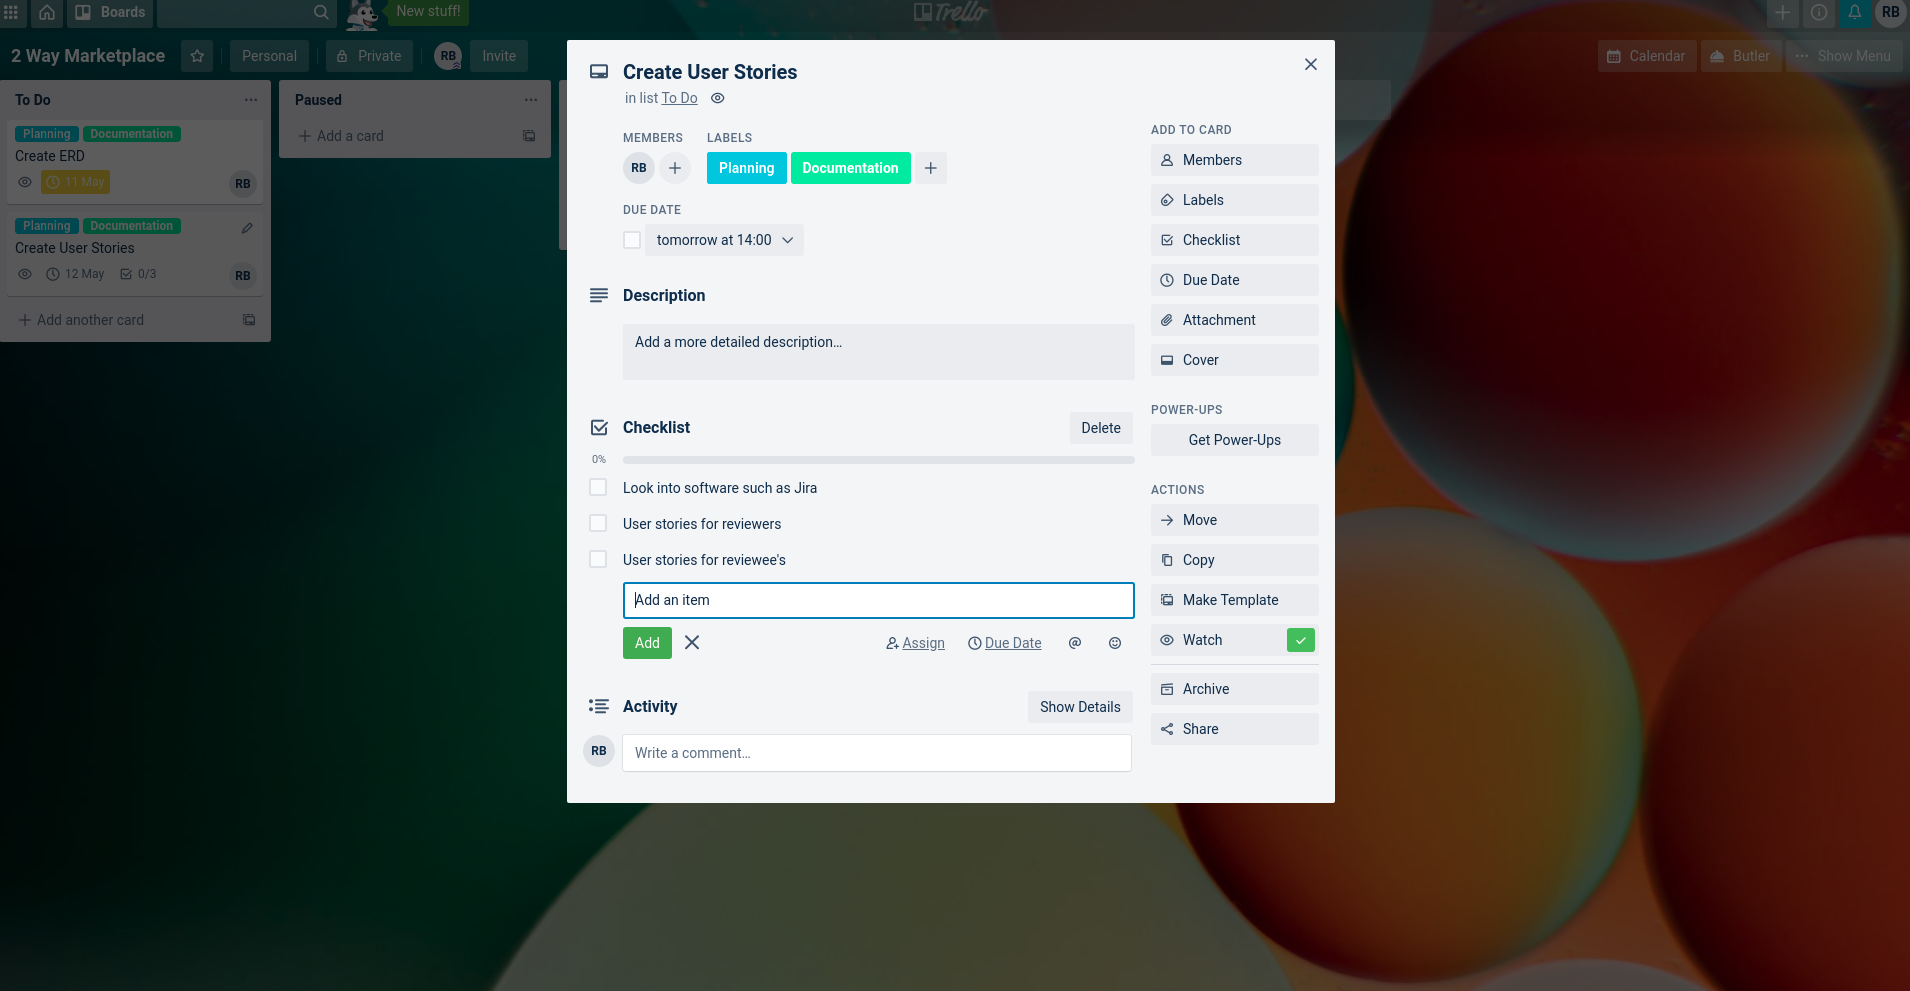 Boards
New stuff!
Trello
RB
2 Way Marketplace
Personal
Private
RB
Invite
Calendar
Butler
Show Menu
To Do
Planning
Documentation
Create ERD
11 May
RB
Planning
Documentation
Create User Stories
12 May
0/3
RB
Add another card
Paused
Add a card
Create User Stories
in list To Do
MEMBERS
LABELS
RB
Planning
Documentation
DUE DATE
tomorrow at 14:00
Description
Add a more detailed description…
Checklist
Delete
0%
Look into software such as Jira
User stories for reviewers
User stories for reviewee's
Add an item
Add
Assign
Due Date
@
Activity
Show Details
RB
Write a comment…
ADD TO CARD
Members
Labels
Checklist
Due Date
Attachment
Cover
POWER-UPS
Get Power-Ups
ACTIONS
Move
Copy
Make Template
Watch
Archive
Share